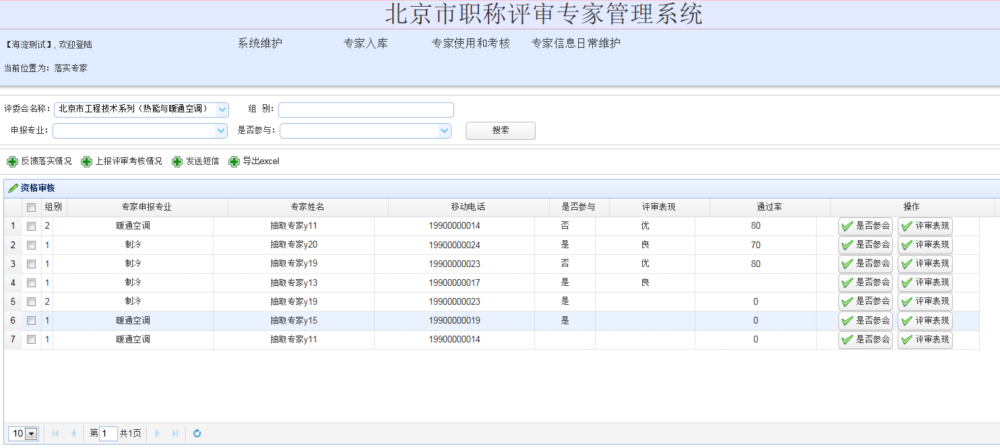 北京市职称评审专家管理系统
【海淀测试】, 欢迎登陆 系统维护 专家入库 专家使用和考核 专家信息日常维护
当前位置为：落实专家
评委会名称： 北京市工程技术系列（热能与暖通空调） 组 别：
申报专业： 是否参与： 搜索
反馈落实情况 上报评审考核情况 发送短信 导出excel
资格审核
组别 专家申报专业 专家姓名 移动电话 是否参与 评审表现 通过率 操作
1 2 暖通空调 抽取专家y11 19900000014 否 优 80 是否参会 评审表现
2 1 制冷 抽取专家y20 19900000024 是 良 70 是否参会 评审表现
3 1 制冷 抽取专家y19 19900000023 否 优 80 是否参会 评审表现
4 1 制冷 抽取专家y13 19900000017 是 良 是否参会 评审表现
5 2 制冷 抽取专家y19 19900000023 是 0 是否参会 评审表现
6 1 暖通空调 抽取专家y15 19900000019 是 0 是否参会 评审表现
7 1 暖通空调 抽取专家y11 19900000014 0 是否参会 评审表现
10 第 1 共1页